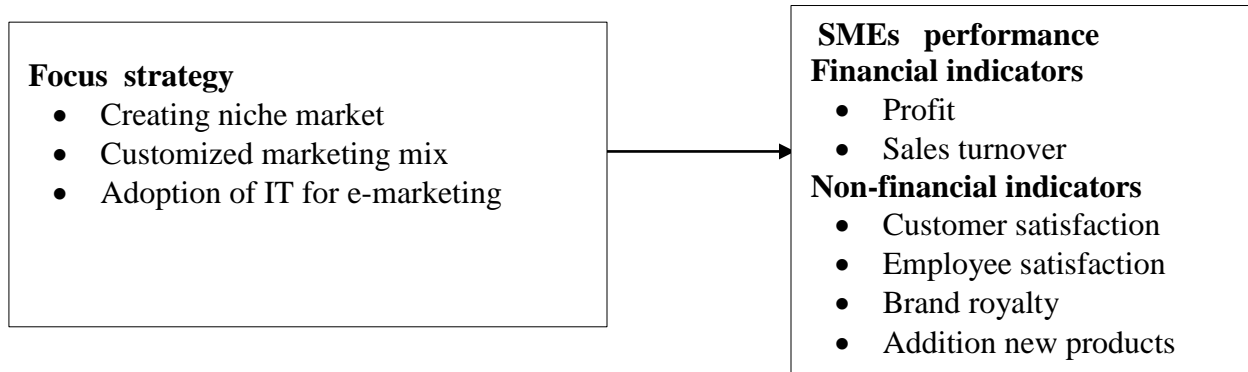 Focus strategy
• Creating niche market
• Customized marketing mix
• Adoption of IT for e-marketing
SMEs performance
Financial indicators
• Profit
• Sales turnover
Non-financial indicators
• Customer satisfaction
• Employee satisfaction
• Brand royalty
• Addition new products